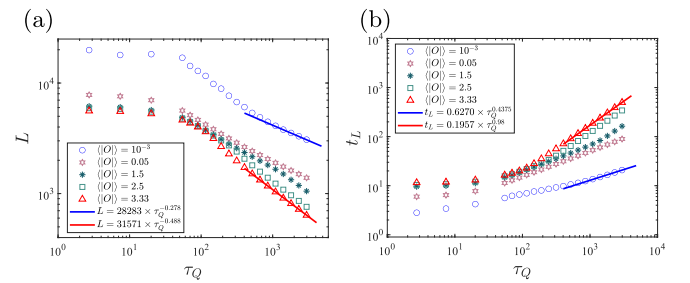 (a)
L
10^4
10^3
⟨|O|⟩ = 10^{-3}
⟨|O|⟩ = 0.05
⟨|O|⟩ = 1.5
⟨|O|⟩ = 2.5
⟨|O|⟩ = 3.33
L = 28283 × τ_Q^{-0.278}
L = 31571 × τ_Q^{-0.488}
10^0 10^1 10^2 10^3
τ_Q
(b)
t_L
10^4
10^3
10^2
10^1
10^0
⟨|O|⟩ = 10^{-3}
⟨|O|⟩ = 0.05
⟨|O|⟩ = 1.5
⟨|O|⟩ = 2.5
⟨|O|⟩ = 3.33
t_L = 0.6270 × τ_Q^{0.4375}
t_L = 0.1957 × τ_Q^{0.98}
10^0 10^1 10^2 10^3 10^4
τ_Q